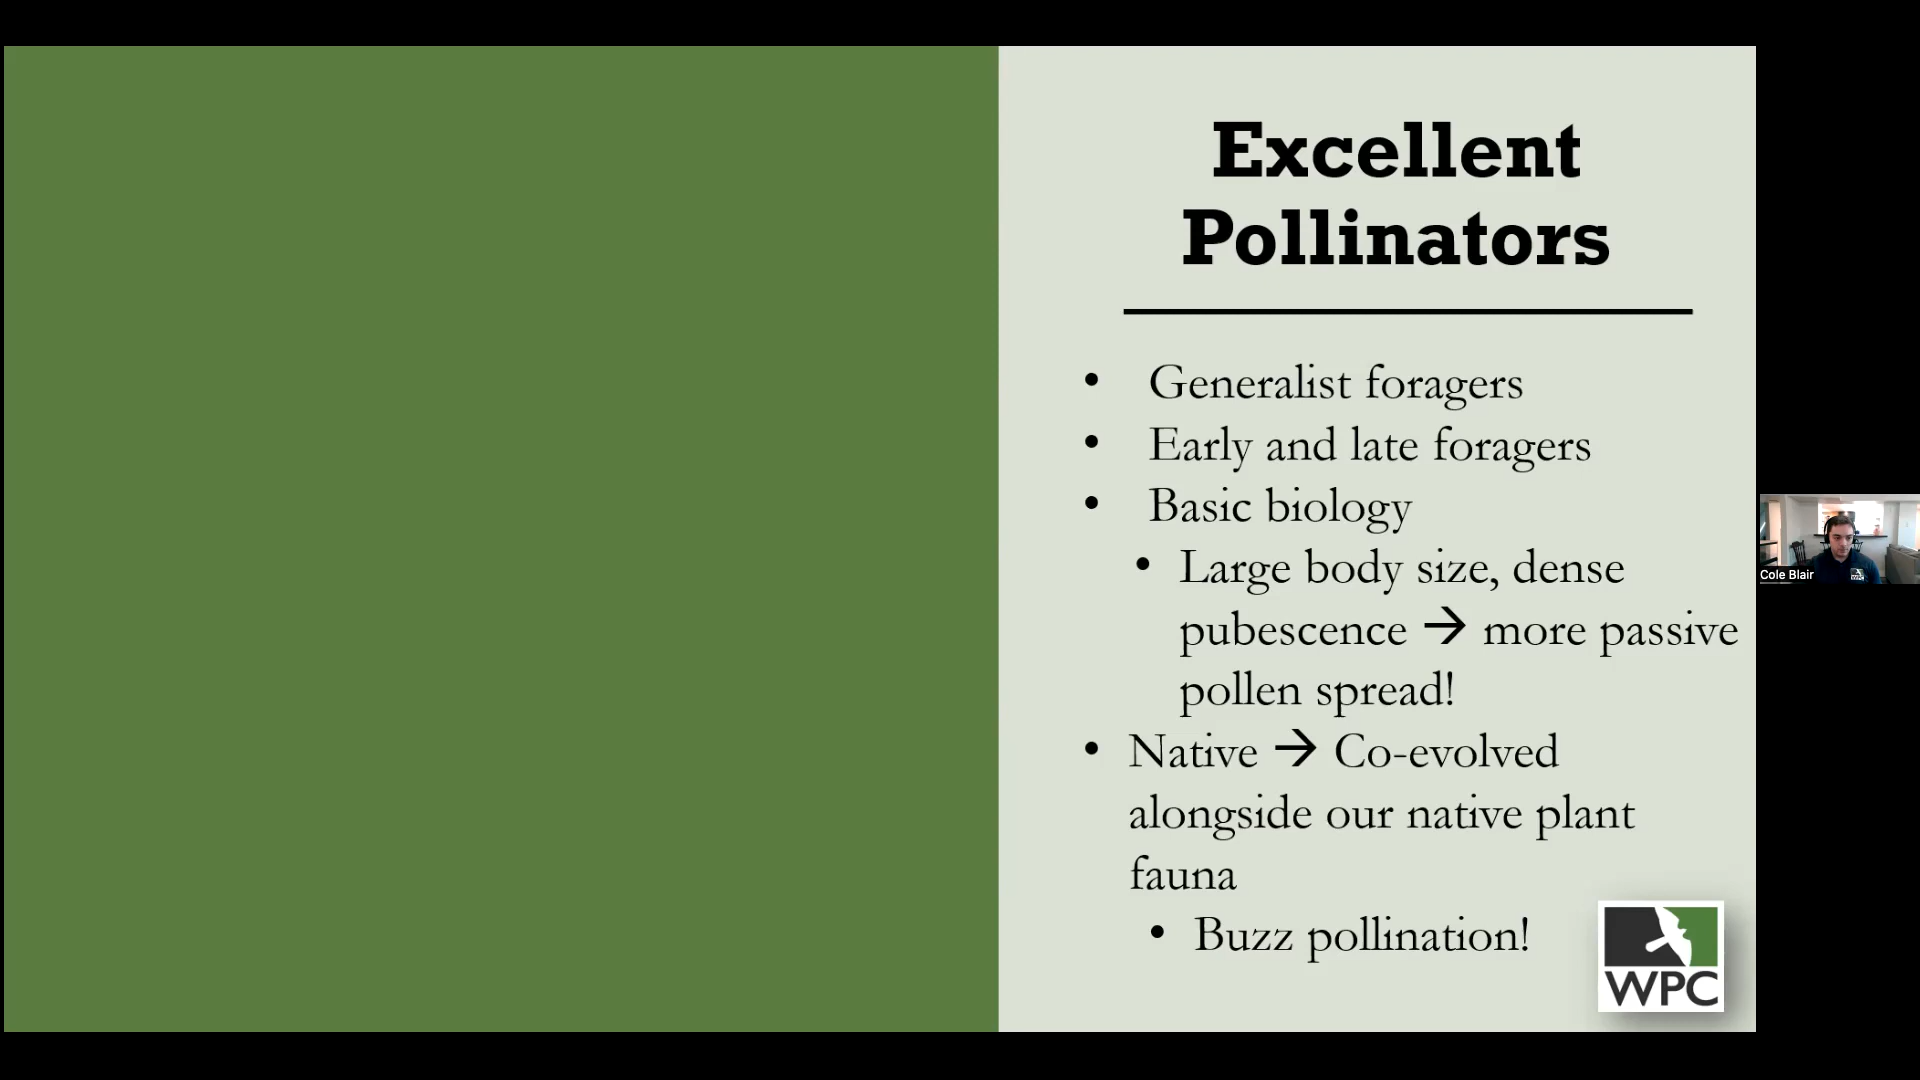 Excellent
Pollinators
• Generalist foragers
• Early and late foragers
• Basic biology
• Large body size, dense
pubescence → more passive
pollen spread!
• Native → Co-evolved
alongside our native plant
fauna
• Buzz pollination!
WPC
Cole Blair